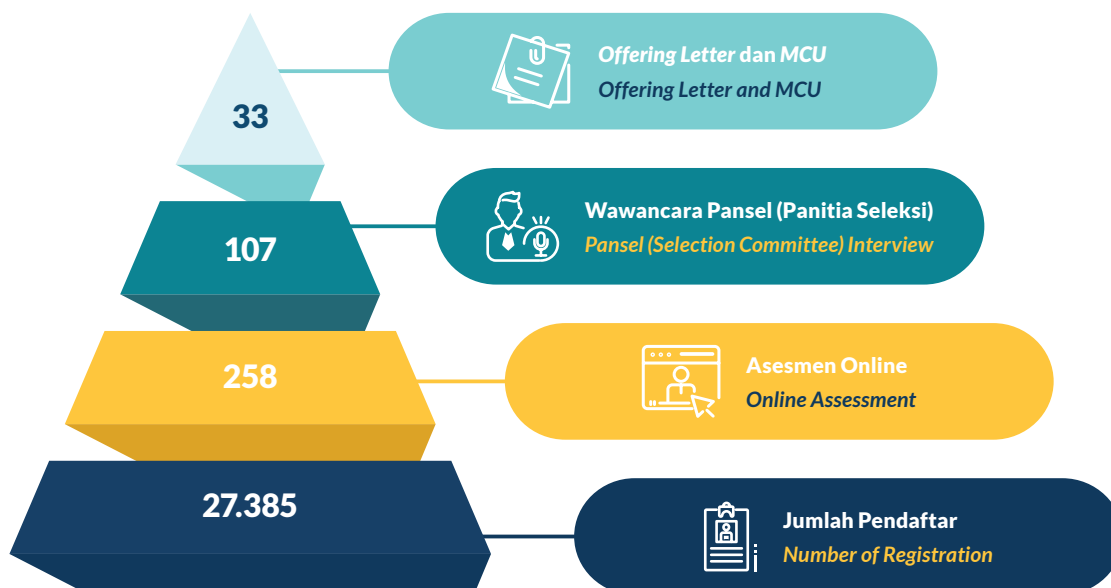 33
Offering Letter dan MCU
Offering Letter and MCU
107
Wawancara Pansel (Panitia Seleksi)
Pansel (Selection Committee) Interview
258
Asesmen Online
Online Assessment
27.385
Jumlah Pendaftar
Number of Registration